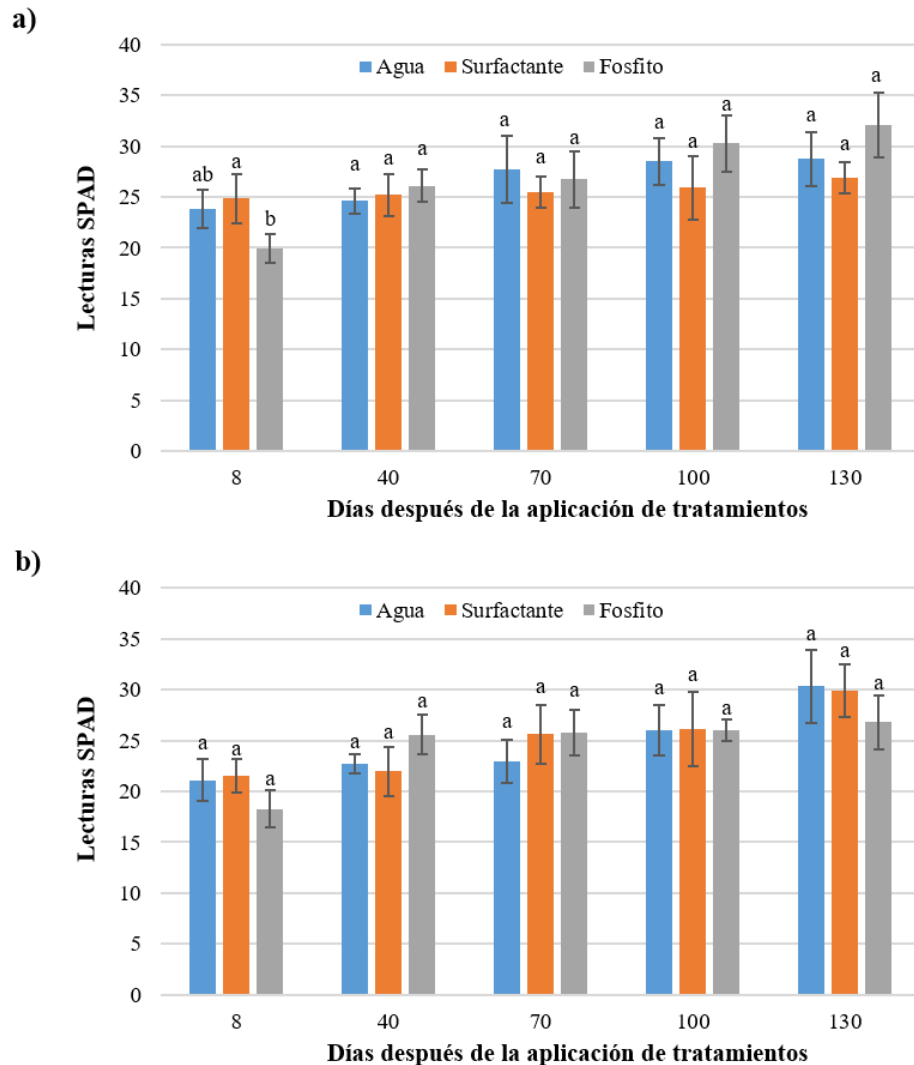 a)
40
35
30
25
20
15
10
5
0
Lecturas SPAD
Agua Surfactante Fosfito
ab a b
a a a
a a a
a a a
a a a
8 40 70 100 130
Días después de la aplicación de tratamientos
b)
40
35
30
25
20
15
10
5
0
Lecturas SPAD
Agua Surfactante Fosfito
a a a
a a a
a a a
a a a
a a a
8 40 70 100 130
Días después de la aplicación de tratamientos